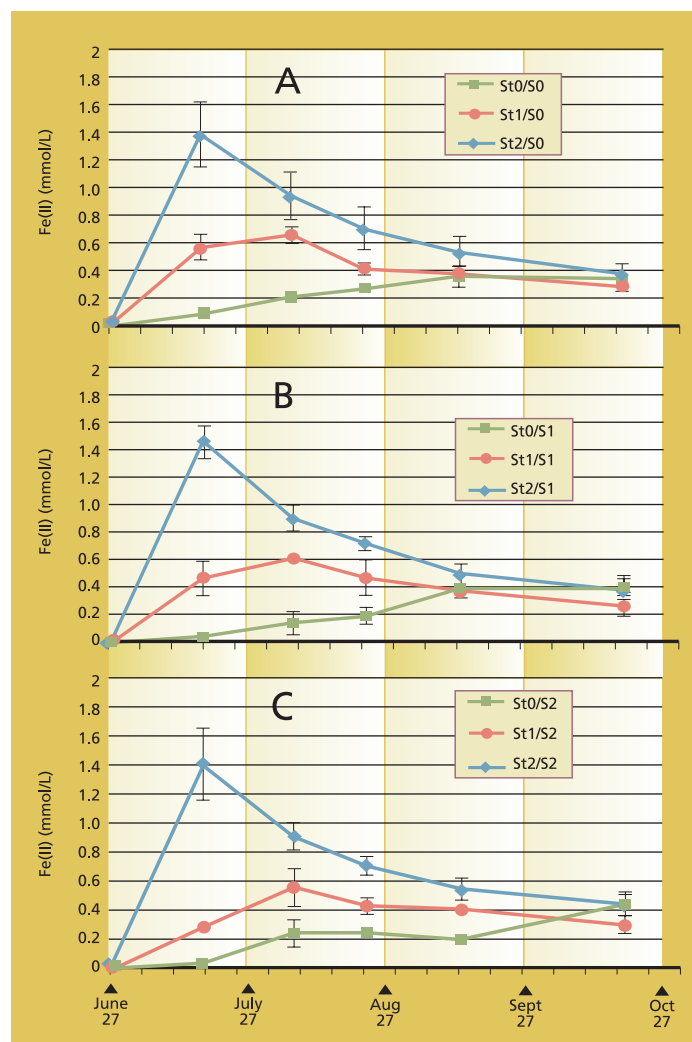 2
1.8
1.6
1.4
1.2
1.0
0.8
0.6
0.4
0.2
0
Fe(II) (mmol/L)
A
St0/S0
St1/S0
St2/S0
2
1.8
1.6
1.4
1.2
1.0
0.8
0.6
0.4
0.2
0
Fe(II) (mmol/L)
B
St0/S1
St1/S1
St2/S1
2
1.8
1.6
1.4
1.2
1.0
0.8
0.6
0.4
0.2
0
Fe(II) (mmol/L)
C
St0/S2
St1/S2
St2/S2
June
27
July
27
Aug
27
Sept
27
Oct
27